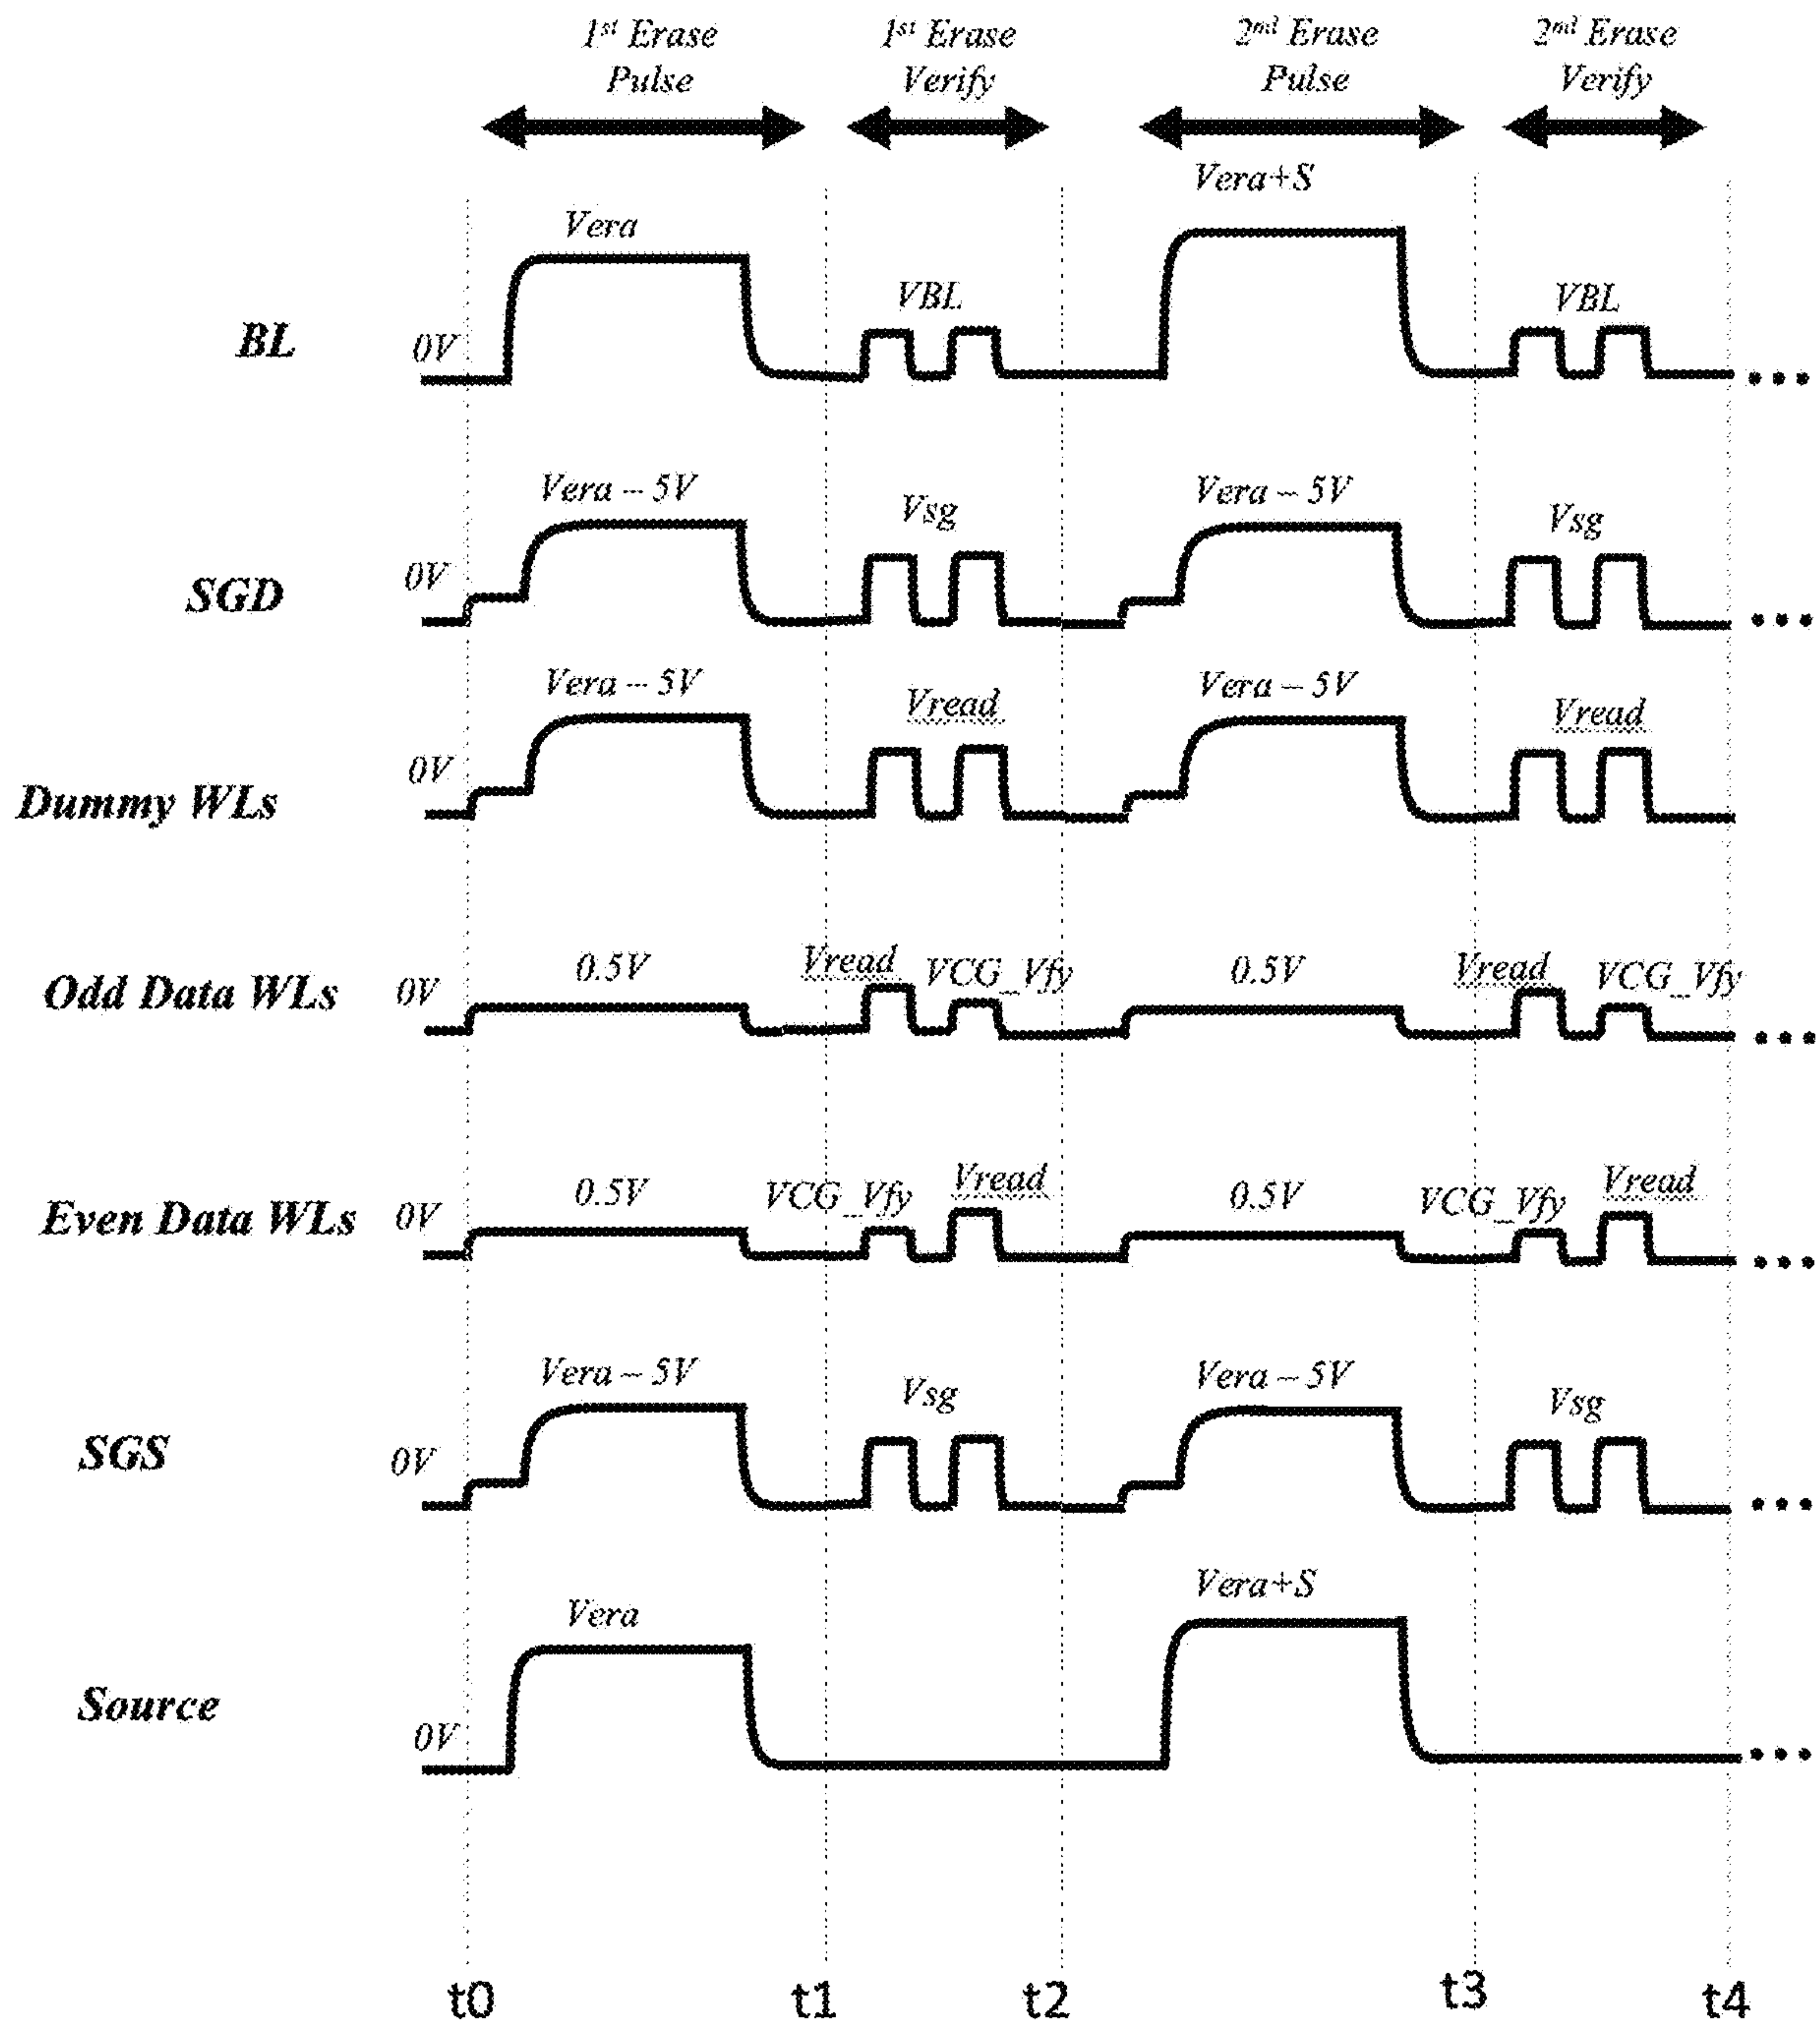 1st Erase
Pulse
1st Erase
Verify
2nd Erase
Pulse
2nd Erase
Verify
Vera
VBL
Vera+S
VBL
BL
0V
Vera – 5V
Vsg
Vera – 5V
Vsg
SGD
0V
Vera – 5V
Vread
Vera – 5V
Vread
Dummy WLs
0V
0.5V
Vread
VCG_Vfy
0.5V
Vread
VCG_Vfy
Odd Data WLs
0V
0.5V
VCG_Vfy
Vread
0.5V
VCG_Vfy
Vread
Even Data WLs
0V
Vera – 5V
Vsg
Vera – 5V
Vsg
SGS
0V
Vera
Vera+S
Source
0V
t0
t1
t2
t3
t4